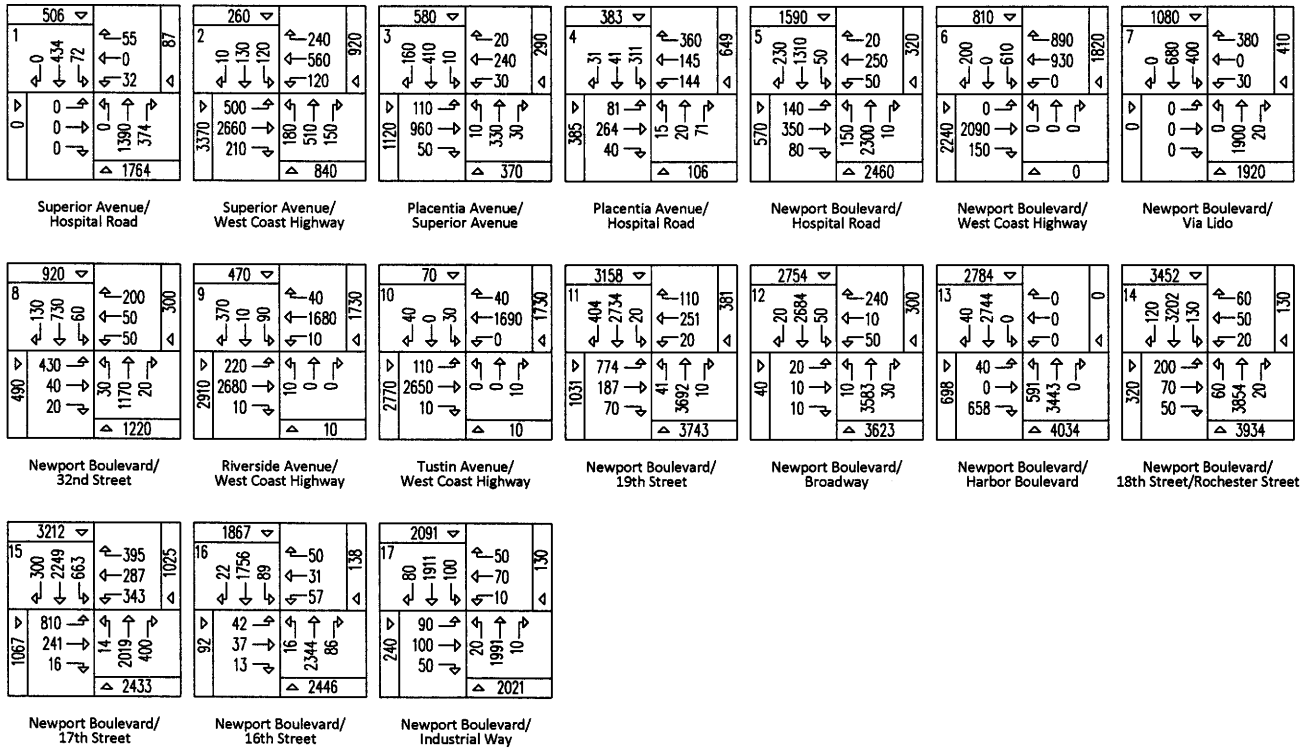 506
1
0 434 72
55
0
32
87
0
0
0
0
0 1390 374
1764
Superior Avenue/
Hospital Road
260
2
10 130 120
240
560
120
920
3370
500
2660
210
180 510 150
840
Superior Avenue/
West Coast Highway
580
3
160 410 10
20
240
30
290
1120
110
960
50
10 330 30
370
Placentia Avenue/
Superior Avenue
383
4
31 41 311
360
145
144
649
385
81
264
40
15 20 71
106
Placentia Avenue/
Hospital Road
1590
5
230 1310 50
20
250
50
320
570
140
350
80
150 2300 10
2460
Newport Boulevard/
Hospital Road
810
6
200 0 610
890
930
0
1820
2240
0
2090
150
0 0 0
0
Newport Boulevard/
West Coast Highway
1080
7
0 680 400
380
0
30
410
0
0
0
0
0 1900 20
1920
Newport Boulevard/
Via Lido
920
8
130 730 60
200
50
50
300
490
430
40
20
30 1170 20
1220
Newport Boulevard/
32nd Street
470
9
370 10 90
40
1680
10
1730
2910
220
2680
10
10 0 0
10
Riverside Avenue/
West Coast Highway
70
10
40 0 30
40
1690
0
1730
2770
110
2650
10
0 0 10
10
Tustin Avenue/
West Coast Highway
3158
11
404 2734 20
110
251
20
381
1031
774
187
70
41 3692 10
3743
Newport Boulevard/
19th Street
2754
12
20 2684 50
240
10
50
300
40
20
10
10
10 3583 30
3623
Newport Boulevard/
Broadway
2784
13
40 2744 0
0
0
0
0
698
40
0
658
591 3443 0
4034
Newport Boulevard/
Harbor Boulevard
3452
14
120 3202 130
60
50
20
130
320
200
70
50
60 3854 20
3934
Newport Boulevard/
18th Street/Rochester Street
3212
15
300 2249 663
395
287
343
1025
1067
810
241
16
14 2019 400
2433
Newport Boulevard/
17th Street
1867
16
22 1756 89
50
31
57
138
92
42
37
13
16 2344 86
2446
Newport Boulevard/
16th Street
2091
17
80 1911 100
50
70
10
130
240
90
100
50
20 1991 10
2021
Newport Boulevard/
Industrial Way